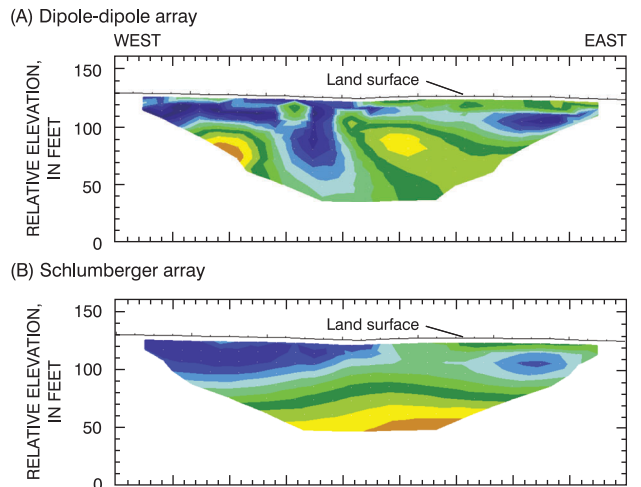 (A) Dipole-dipole array
WEST
EAST
150
Land surface
100
50
0
RELATIVE ELEVATION,
IN FEET
(B) Schlumberger array
150
Land surface
100
50
0
RELATIVE ELEVATION,
IN FEET